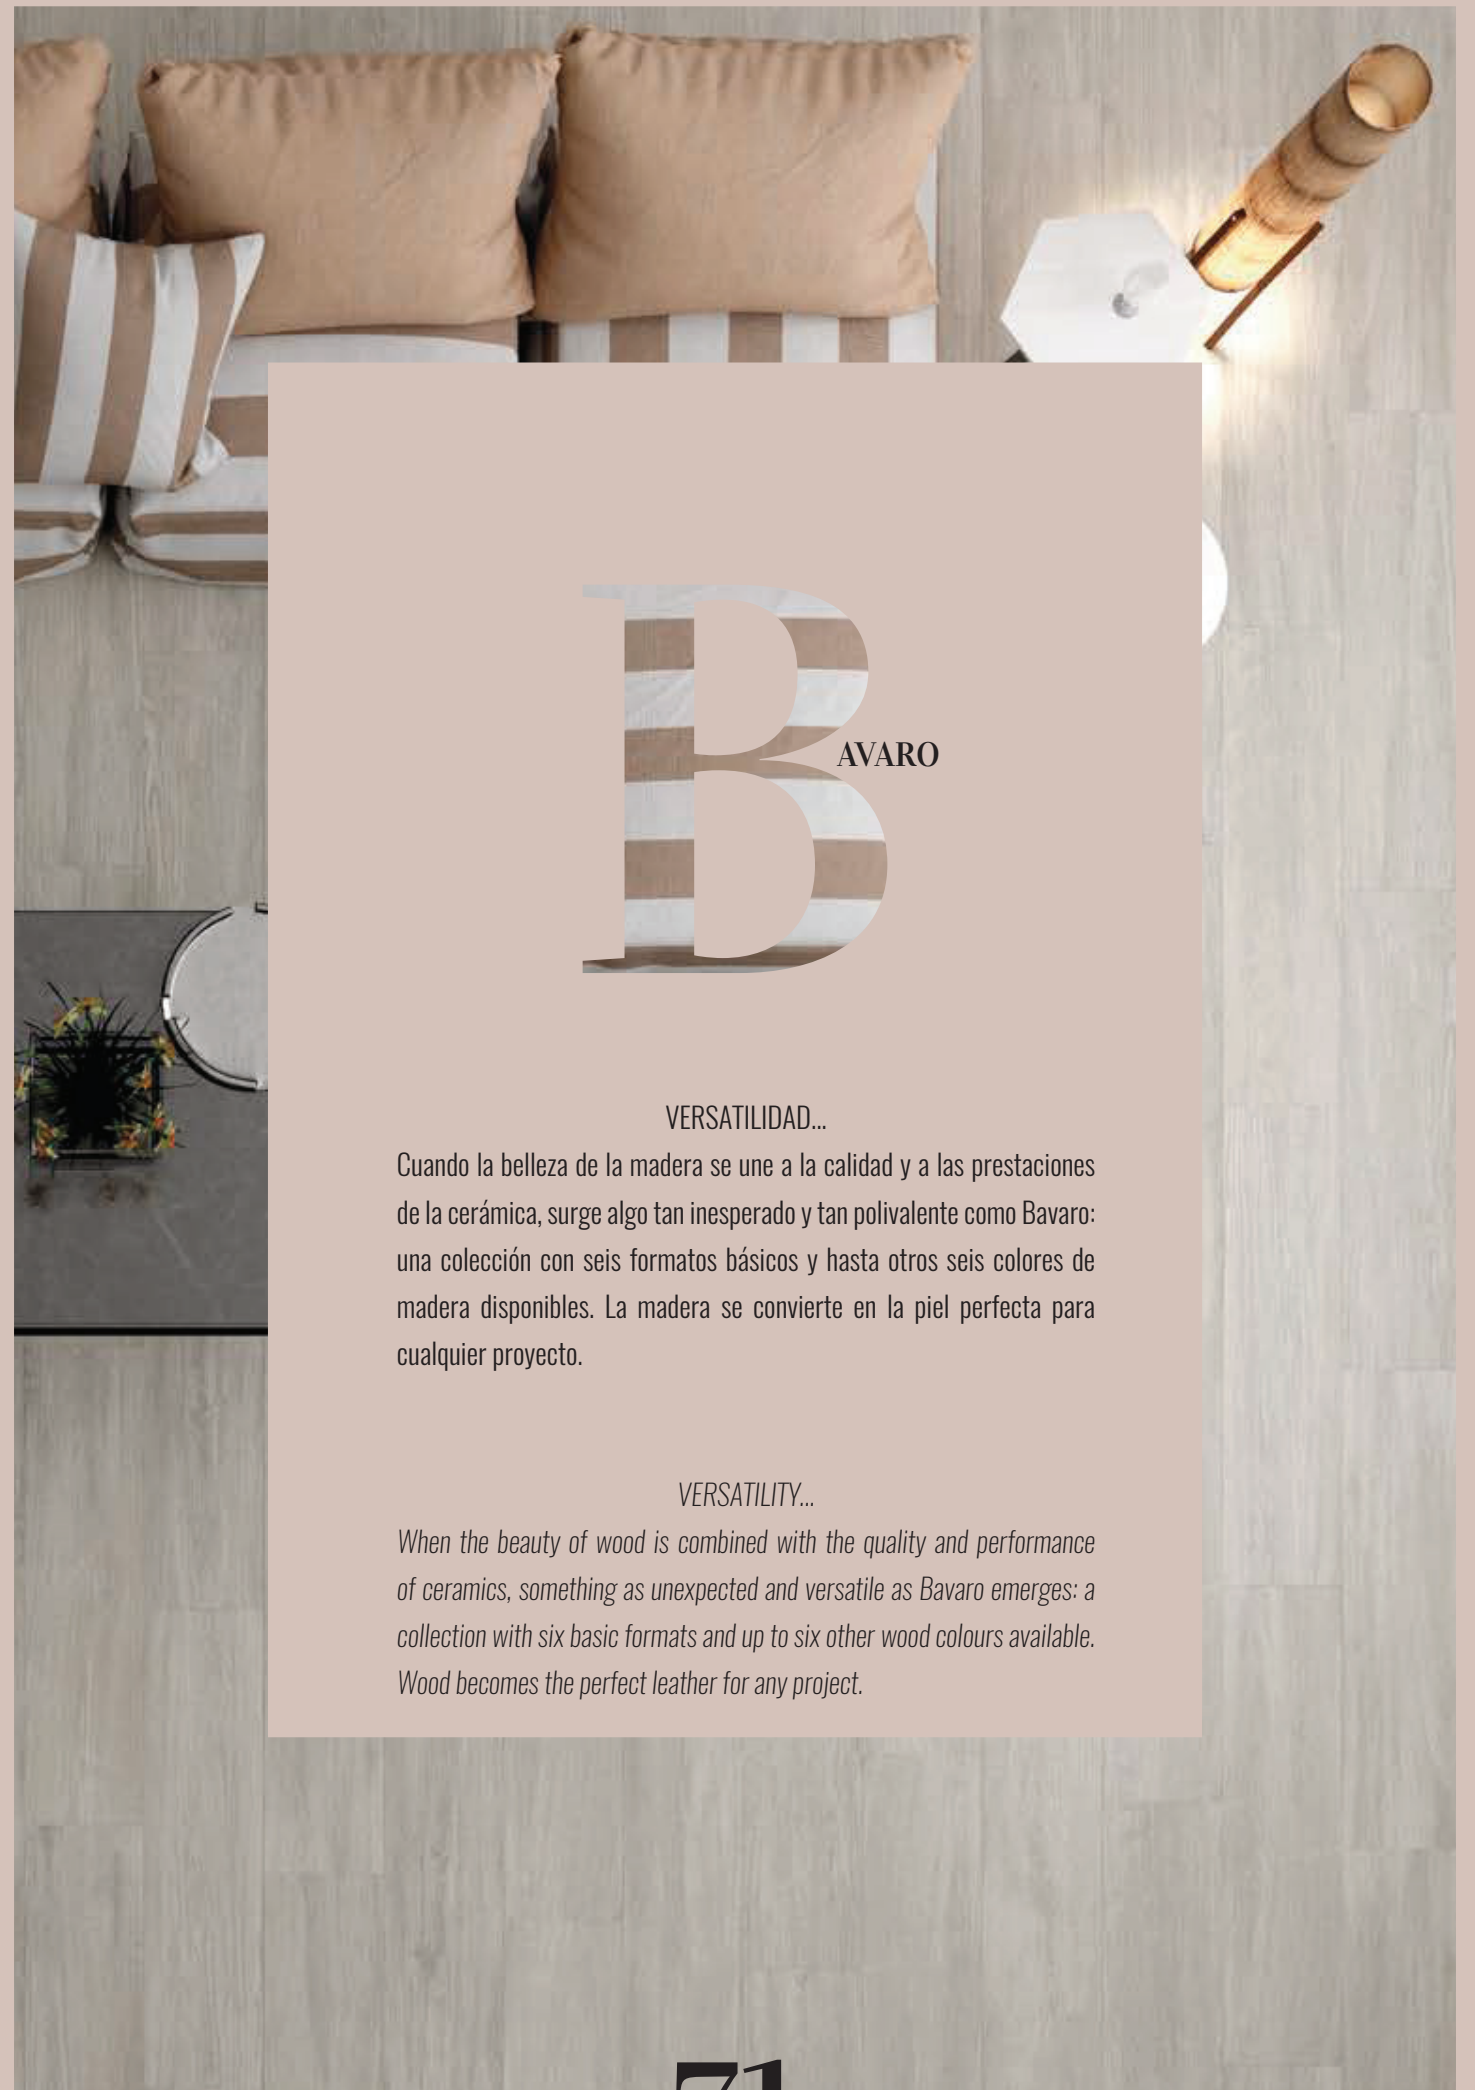 BAVARO
VERSATILIDAD...
Cuando la belleza de la madera se une a la calidad y a las prestaciones
de la cerámica, surge algo tan inesperado y tan polivalente como Bavaro:
una colección con seis formatos básicos y hasta otros seis colores de
madera disponibles. La madera se convierte en la piel perfecta para
cualquier proyecto.
VERSATILITY...
When the beauty of wood is combined with the quality and performance
of ceramics, something as unexpected and versatile as Bavaro emerges: a
collection with six basic formats and up to six other wood colours available.
Wood becomes the perfect leather for any project.
71